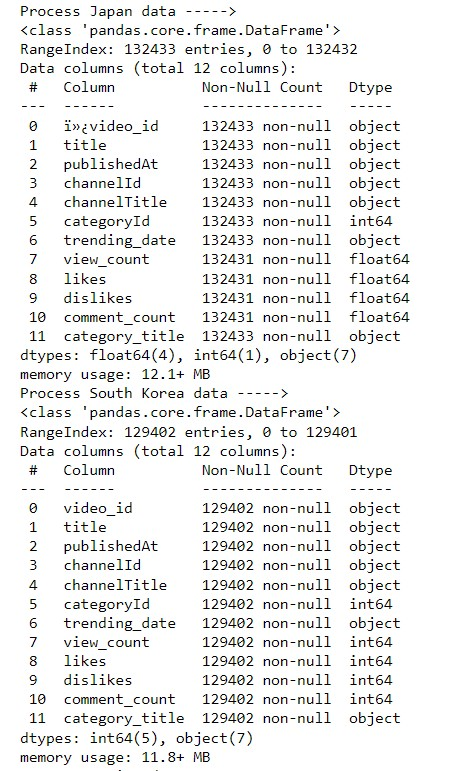 Process Japan data ----->
<class 'pandas.core.frame.DataFrame'>
RangeIndex: 132433 entries, 0 to 132432
Data columns (total 12 columns):
 #   Column          Non-Null Count   Dtype
---  ------          --------------   -----
 0   ï»¿video_id     132433 non-null  object
 1   title           132433 non-null  object
 2   publishedAt     132433 non-null  object
 3   channelId       132433 non-null  object
 4   channelTitle    132433 non-null  object
 5   categoryId      132433 non-null  int64
 6   trending_date   132433 non-null  object
 7   view_count      132431 non-null  float64
 8   likes           132431 non-null  float64
 9   dislikes        132431 non-null  float64
 10  comment_count   132431 non-null  float64
 11  category_title  132433 non-null  object
dtypes: float64(4), int64(1), object(7)
memory usage: 12.1+ MB
Process South Korea data ----->
<class 'pandas.core.frame.DataFrame'>
RangeIndex: 129402 entries, 0 to 129401
Data columns (total 12 columns):
 #   Column          Non-Null Count   Dtype
---  ------          --------------   -----
 0   video_id        129402 non-null  object
 1   title           129402 non-null  object
 2   publishedAt     129402 non-null  object
 3   channelId       129402 non-null  object
 4   channelTitle    129402 non-null  object
 5   categoryId      129402 non-null  int64
 6   trending_date   129402 non-null  object
 7   view_count      129402 non-null  int64
 8   likes           129402 non-null  int64
 9   dislikes        129402 non-null  int64
 10  comment_count   129402 non-null  int64
 11  category_title  129402 non-null  object
dtypes: int64(5), object(7)
memory usage: 11.8+ MB